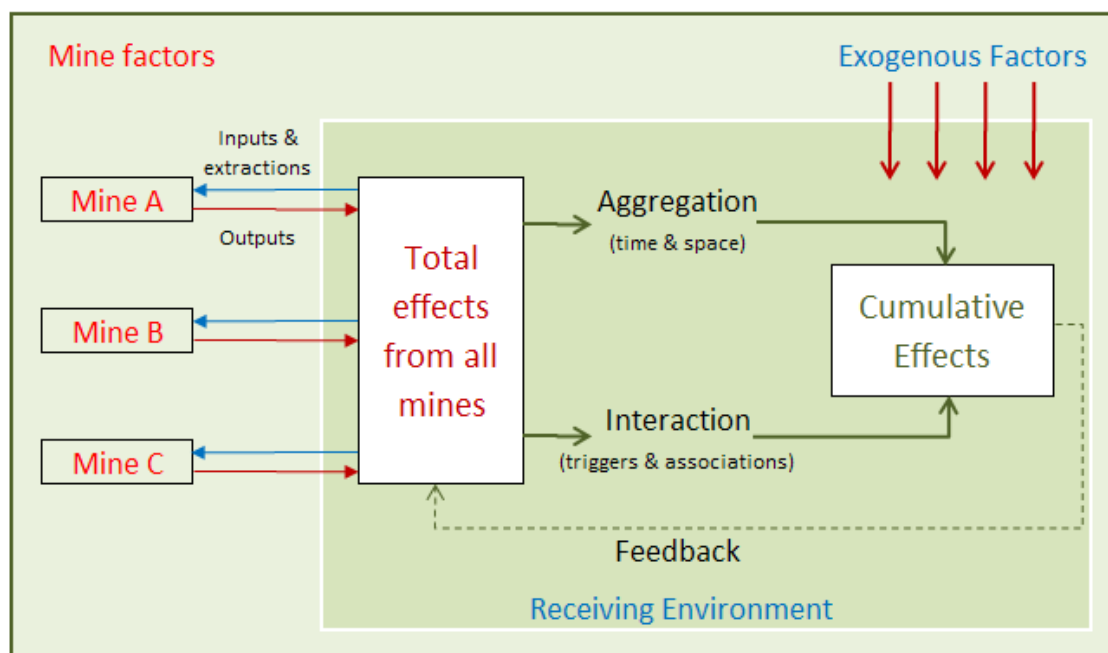 Mine factors
Exogenous Factors
Inputs &
extractions
Mine A
Outputs
Mine B
Mine C
Total
effects
from all
mines
Aggregation
(time & space)
Interaction
(triggers & associations)
Cumulative
Effects
Feedback
Receiving Environment